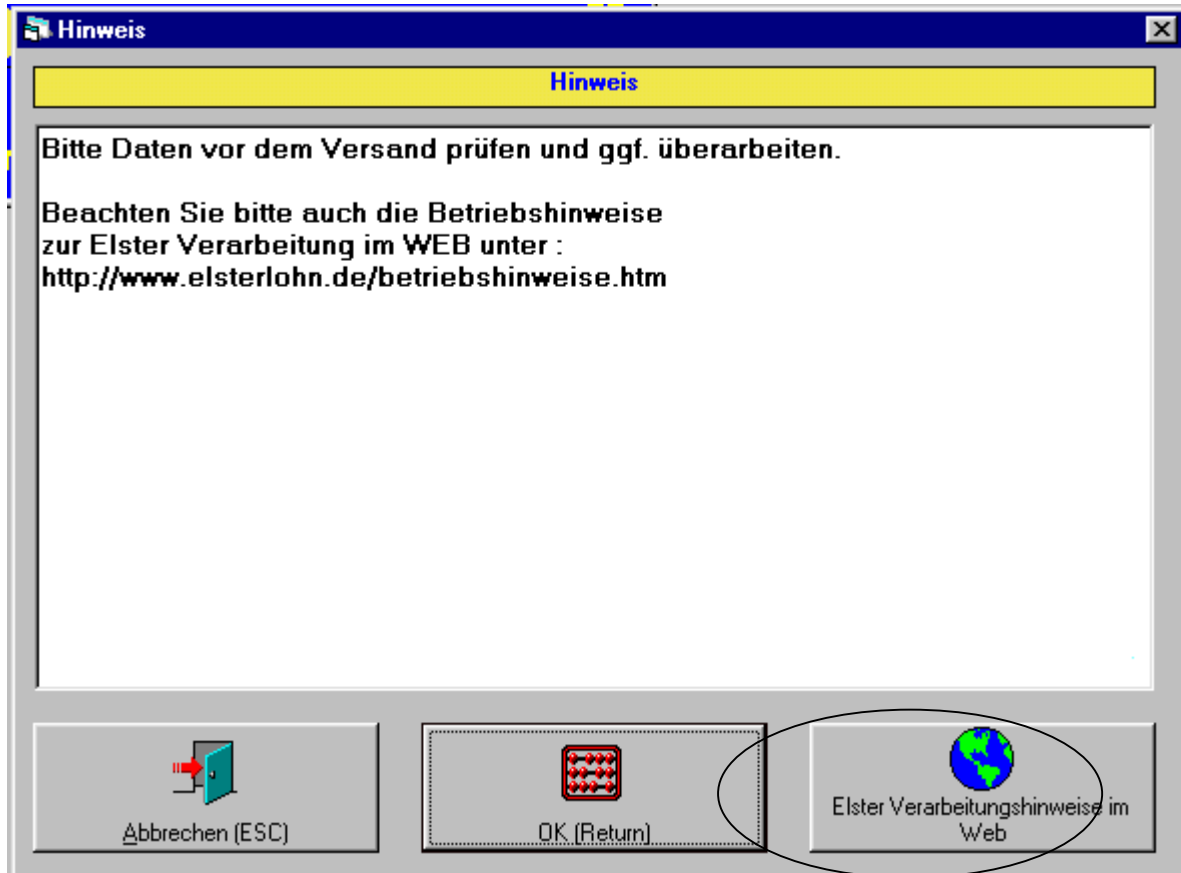 Hinweis
Hinweis
Bitte Daten vor dem Versand prüfen und ggf. überarbeiten.
Beachten Sie bitte auch die Betriebshinweise
zur Elster Verarbeitung im WEB unter :
http://www.elsterlohn.de/betriebshinweise.htm
Abbrechen (ESC)
OK (Return)
Elster Verarbeitungshinweise im
Web